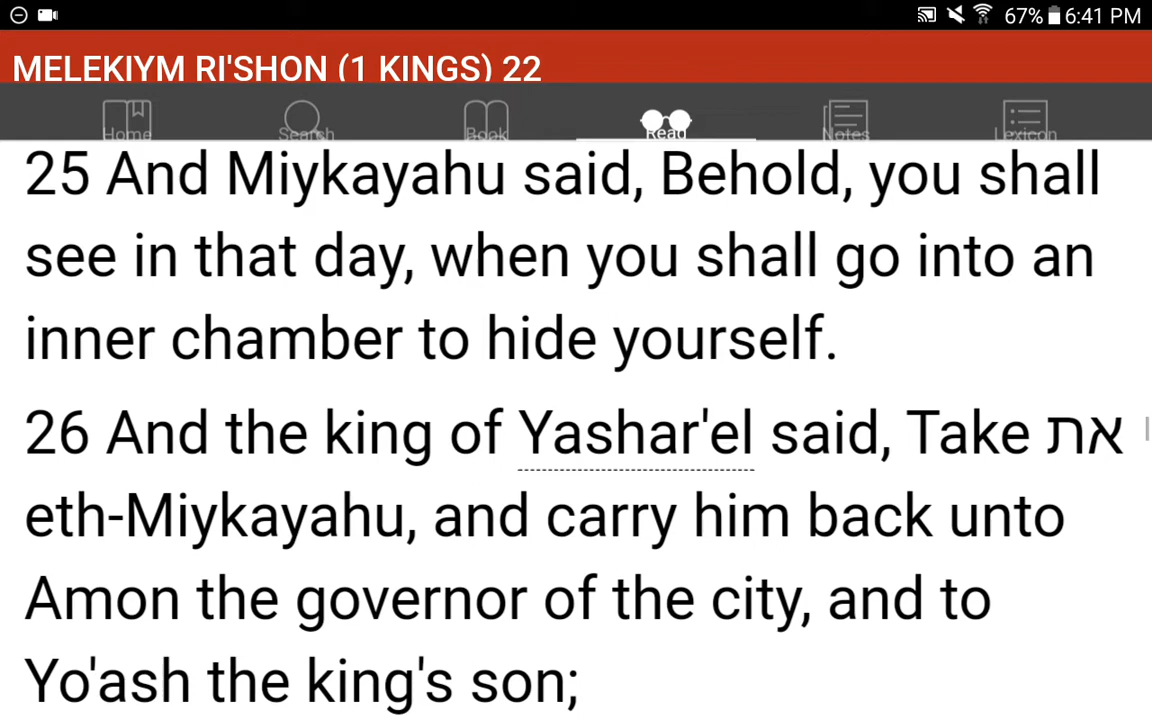 67% 6:41 PM
MELEKIYM RI'SHON (1 KINGS) 22
Home Search Book Read Notes Lexicon
25 And Miykayahu said, Behold, you shall
see in that day, when you shall go into an
inner chamber to hide yourself.
26 And the king of Yashar'el said, Take את
eth-Miykayahu, and carry him back unto
Amon the governor of the city, and to
Yo'ash the king's son;